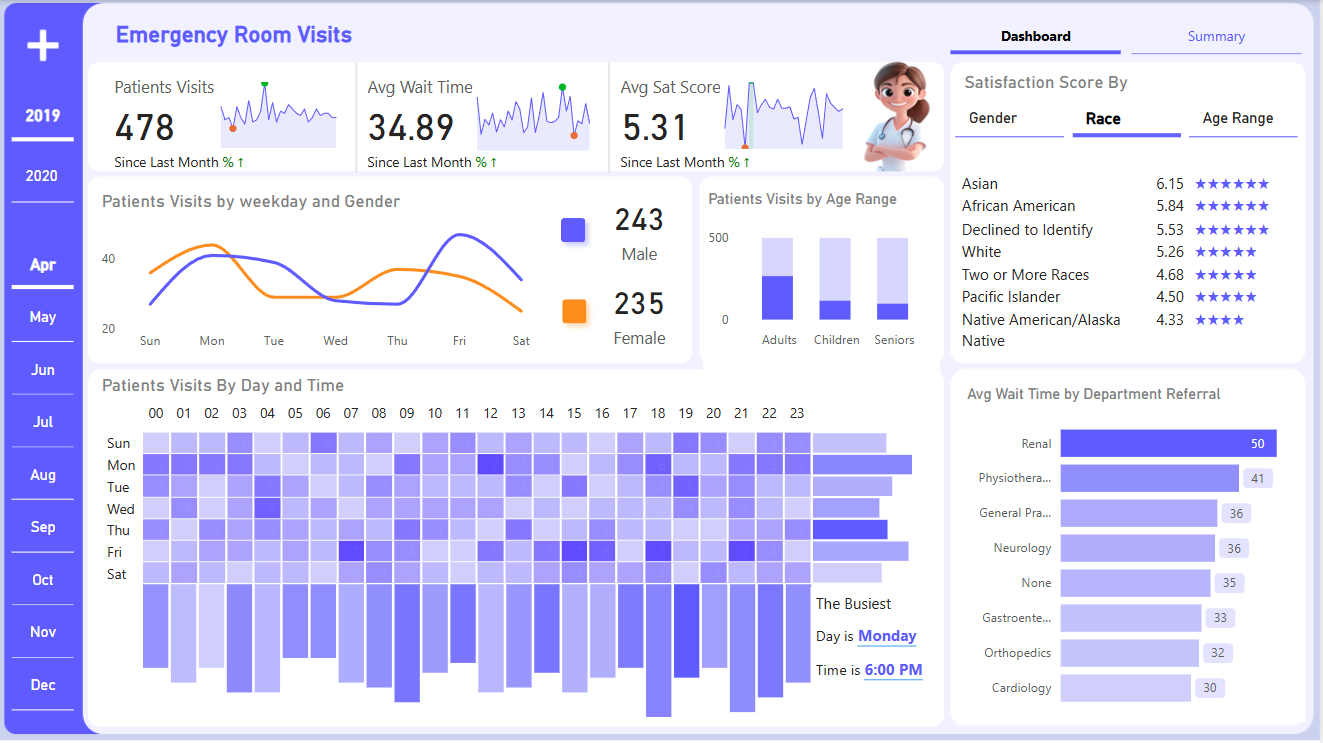 Emergency Room Visits
Dashboard
Summary
2019
2020
Apr
May
Jun
Jul
Aug
Sep
Oct
Nov
Dec
Patients Visits
478
Since Last Month % ↑
Avg Wait Time
34.89
Since Last Month % ↑
Avg Sat Score
5.31
Since Last Month % ↑
Satisfaction Score By
Gender
Race
Age Range
Asian 6.15 ★★★★★★
African American 5.84 ★★★★★★
Declined to Identify 5.53 ★★★★★★
White 5.26 ★★★★★
Two or More Races 4.68 ★★★★★
Pacific Islander 4.50 ★★★★★
Native American/Alaska 4.33 ★★★★
Native
Patients Visits by weekday and Gender
40
20
Sun Mon Tue Wed Thu Fri Sat
243
Male
235
Female
Patients Visits by Age Range
500
0
Adults Children Seniors
Patients Visits By Day and Time
00 01 02 03 04 05 06 07 08 09 10 11 12 13 14 15 16 17 18 19 20 21 22 23
Sun
Mon
Tue
Wed
Thu
Fri
Sat
The Busiest
Day is Monday
Time is 6:00 PM
Avg Wait Time by Department Referral
Renal 50
Physiothera... 41
General Pra... 36
Neurology 36
None 35
Gastroente... 33
Orthopedics 32
Cardiology 30